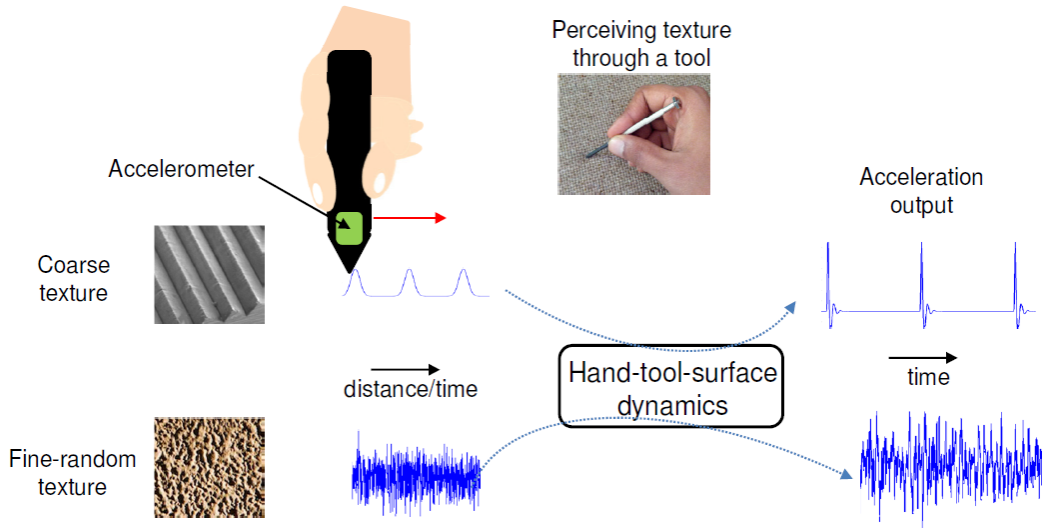 Perceiving texture
through a tool
Accelerometer
Acceleration
output
Coarse
texture
distance/time
Hand-tool-surface
dynamics
time
Fine-random
texture